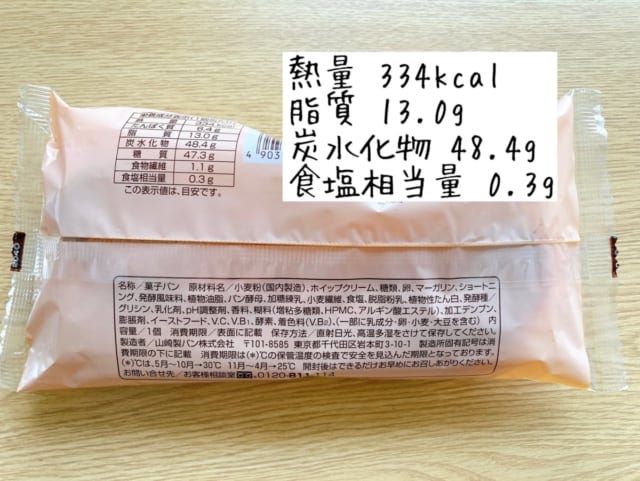 熱量 334kcal
脂質 13.0g
炭水化物 48.4g
食塩相当量 0.3g
熱量 334kcal
たんぱく質 6.4g
脂質 13.0g
炭水化物 48.4g
糖質 47.3g
食物繊維 1.1g
食塩相当量 0.3g
この表示値は、目安です。
4 903
名称／菓子パン 原材料名／小麦粉(国内製造)、ホイップクリーム、糖類、卵、マーガリン、ショートニ
ング、発酵風味料、植物油脂、パン酵母、加糖練乳、小麦繊維、食塩、脱脂粉乳、植物性たん白、発酵種／
グリシン、乳化剤、pH調整剤、香料、糊料(増粘多糖類、HPMC、アルギン酸エステル)、加工デンプン、
膨脹剤、イーストフード、V.C、V.B₁、酵素、着色料(V.B₂)、(一部に乳成分・卵・小麦・大豆を含む) 内容
量／1個 消費期限／表面に記載 保存方法／直射日光、高温多湿をさけて保存してください。
製造者／山崎製パン株式会社 〒101-8585 東京都千代田区岩本町3-10-1 製造所固有記号は消
費期限の下に記載 消費期限は(＊)℃の保管温度の検査で安全を見込んだ期限となっております。
(＊)℃は、5月〜10月→30℃ 11月〜4月→25℃ 開封後はできるだけお早めにお召しあがりください。
お問い合せ先／お客様相談室 0120-811-114